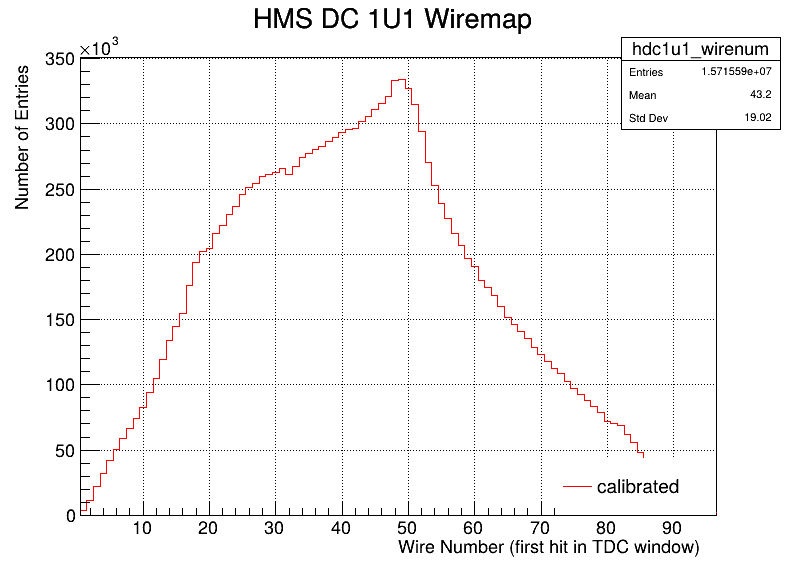 HMS DC 1U1 Wiremap
×10³
hdc1u1_wirenum
Entries 1.571559e+07
Mean 43.2
Std Dev 19.02
Number of Entries
350
300
250
200
150
100
50
0
calibrated
10 20 30 40 50 60 70 80 90
Wire Number (first hit in TDC window)